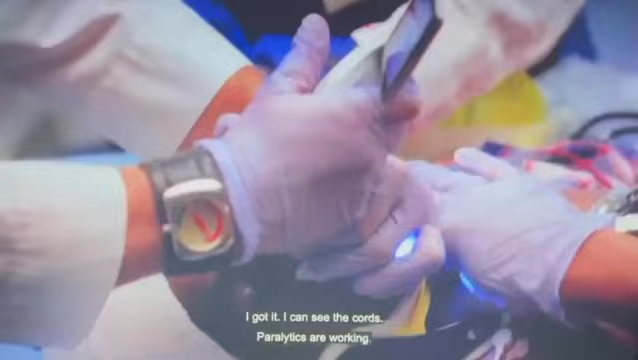 I got it. I can see the cords.
Paralytics are working.